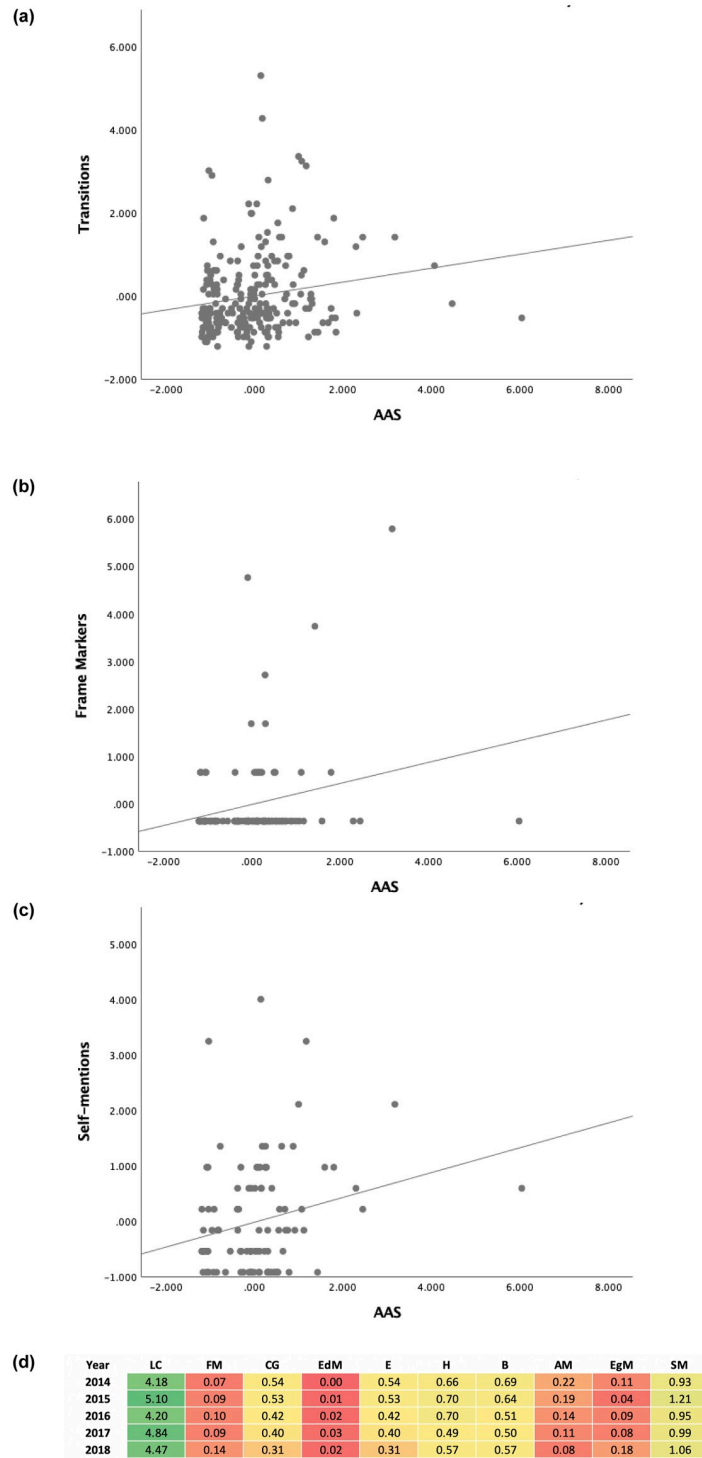 (a)
6.000
4.000
2.000
.000
-2.000
Transitions
-2.000 .000 2.000 4.000 6.000 8.000
AAS
(b)
6.000
5.000
4.000
3.000
2.000
1.000
.000
-1.000
Frame Markers
-2.000 .000 2.000 4.000 6.000 8.000
AAS
(c)
5.000
4.000
3.000
2.000
1.000
.000
-1.000
Self-mentions
-2.000 .000 2.000 4.000 6.000 8.000
AAS
(d)
Year LC FM CG EdM E H B AM EgM SM
2014 4.18 0.07 0.54 0.00 0.54 0.66 0.69 0.22 0.11 0.93
2015 5.10 0.09 0.53 0.01 0.53 0.70 0.64 0.19 0.04 1.21
2016 4.20 0.10 0.42 0.02 0.42 0.70 0.51 0.14 0.09 0.95
2017 4.84 0.09 0.40 0.03 0.40 0.49 0.50 0.11 0.08 0.99
2018 4.47 0.14 0.31 0.02 0.31 0.57 0.57 0.08 0.18 1.06